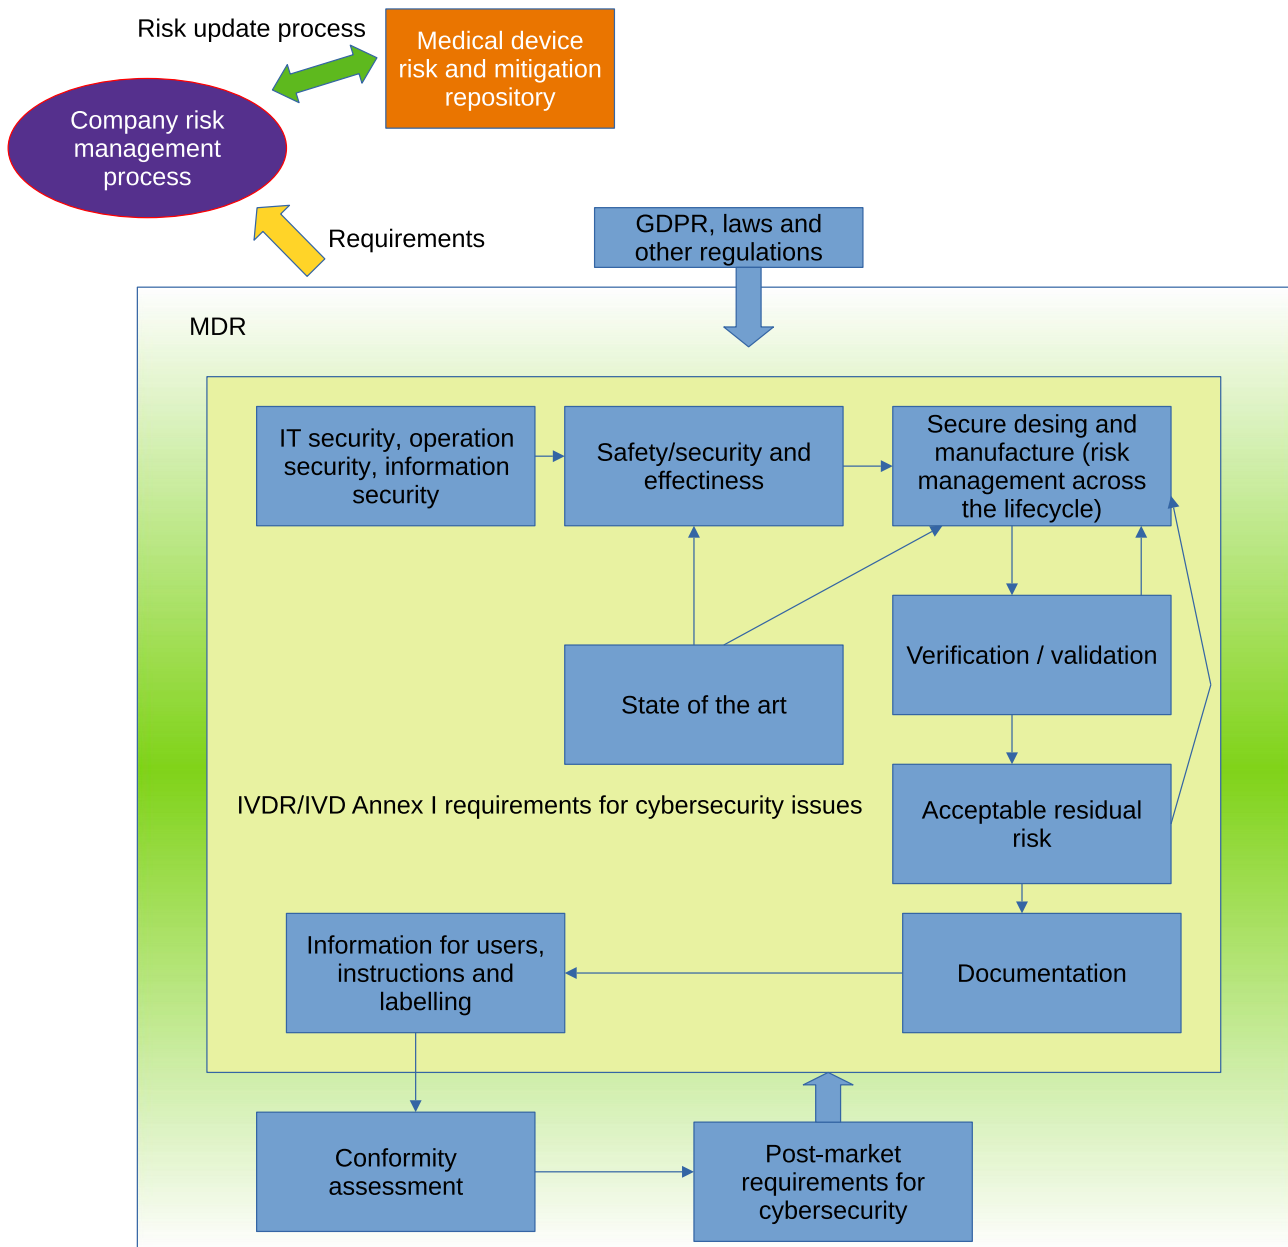 Risk update process
Medical device
risk and mitigation
repository
Company risk
management
process
Requirements
GDPR, laws and
other regulations
MDR
IT security, operation
security, information
security
Safety/security and
effectiness
Secure desing and
manufacture (risk
management across
the lifecycle)
Verification / validation
State of the art
IVDR/IVD Annex I requirements for cybersecurity issues
Acceptable residual
risk
Information for users,
instructions and
labelling
Documentation
Conformity
assessment
Post-market
requirements for
cybersecurity